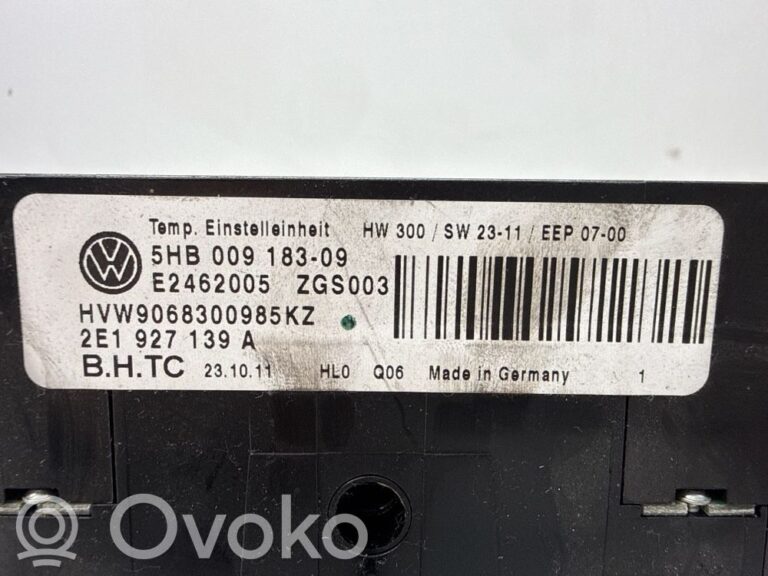 Temp. Einstelleinheit HW 300 / SW 23-11 / EEP 07-00
5HB 009 183-09
E2462005 ZGS003
HVW9068300985KZ
2E1 927 139 A
B.H.TC 23.10.11 HL0 Q06 Made in Germany 1
Ovoko